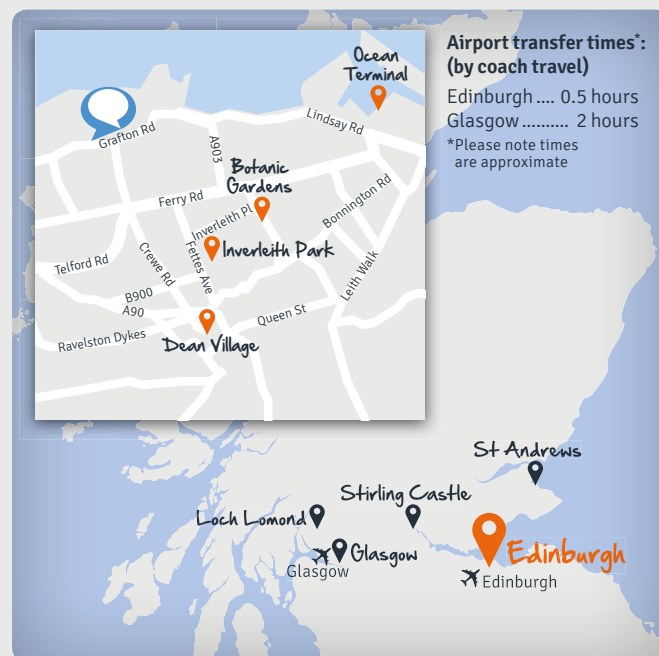 Airport transfer times*:
(by coach travel)
Edinburgh .... 0.5 hours
Glasgow .......... 2 hours
*Please note times
are approximate
Ocean
Terminal
Grafton Rd
A903
Lindsay Rd
Botanic
Gardens
Ferry Rd
Inverleith Pl
Bonnington Rd
Inverleith Park
Telford Rd
Crewe Rd
Fettes Ave
Leith Walk
B900
A90
Queen St
Ravelston Dykes
Dean Village
St Andrews
Stirling Castle
Loch Lomond
Glasgow
Edinburgh
Glasgow
Edinburgh